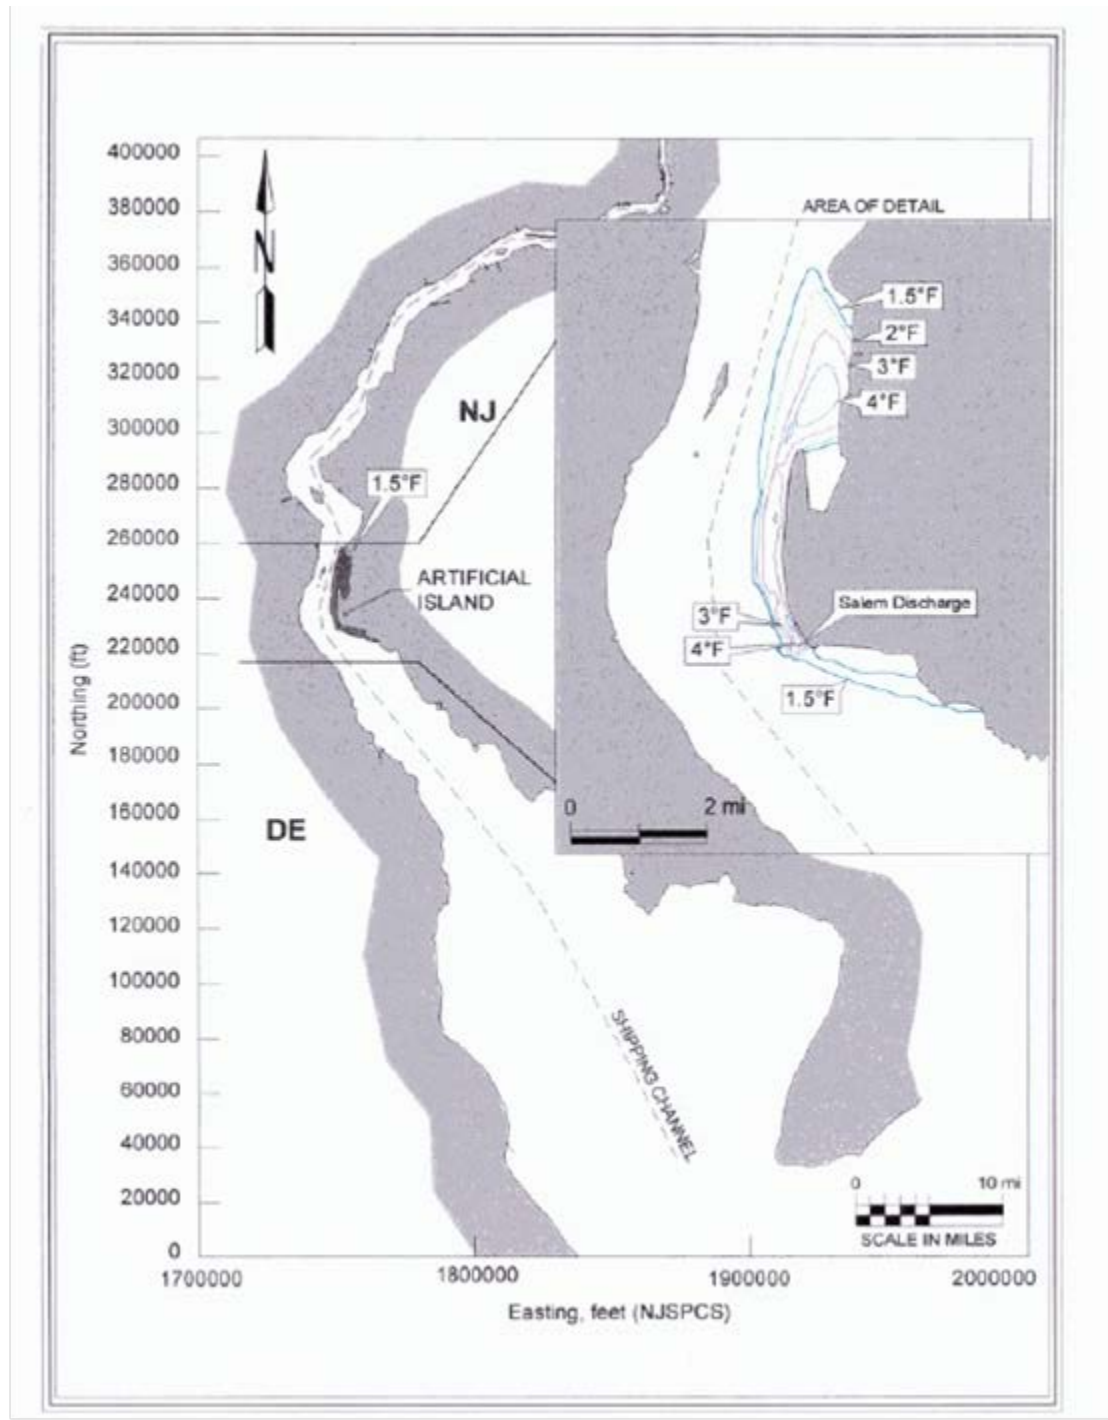 400000
380000
360000
340000
320000
300000
280000
260000
240000
220000
200000
180000
160000
140000
120000
100000
80000
60000
40000
20000
0
Northing (ft)
N
NJ
1.5°F
ARTIFICIAL
ISLAND
DE
SHIPPING CHANNEL
AREA OF DETAIL
1.5°F
2°F
3°F
4°F
Salem Discharge
3°F
4°F
1.5°F
0 2 mi
0 10 mi
SCALE IN MILES
1700000 1800000 1900000 2000000
Easting, feet (NJSPCS)